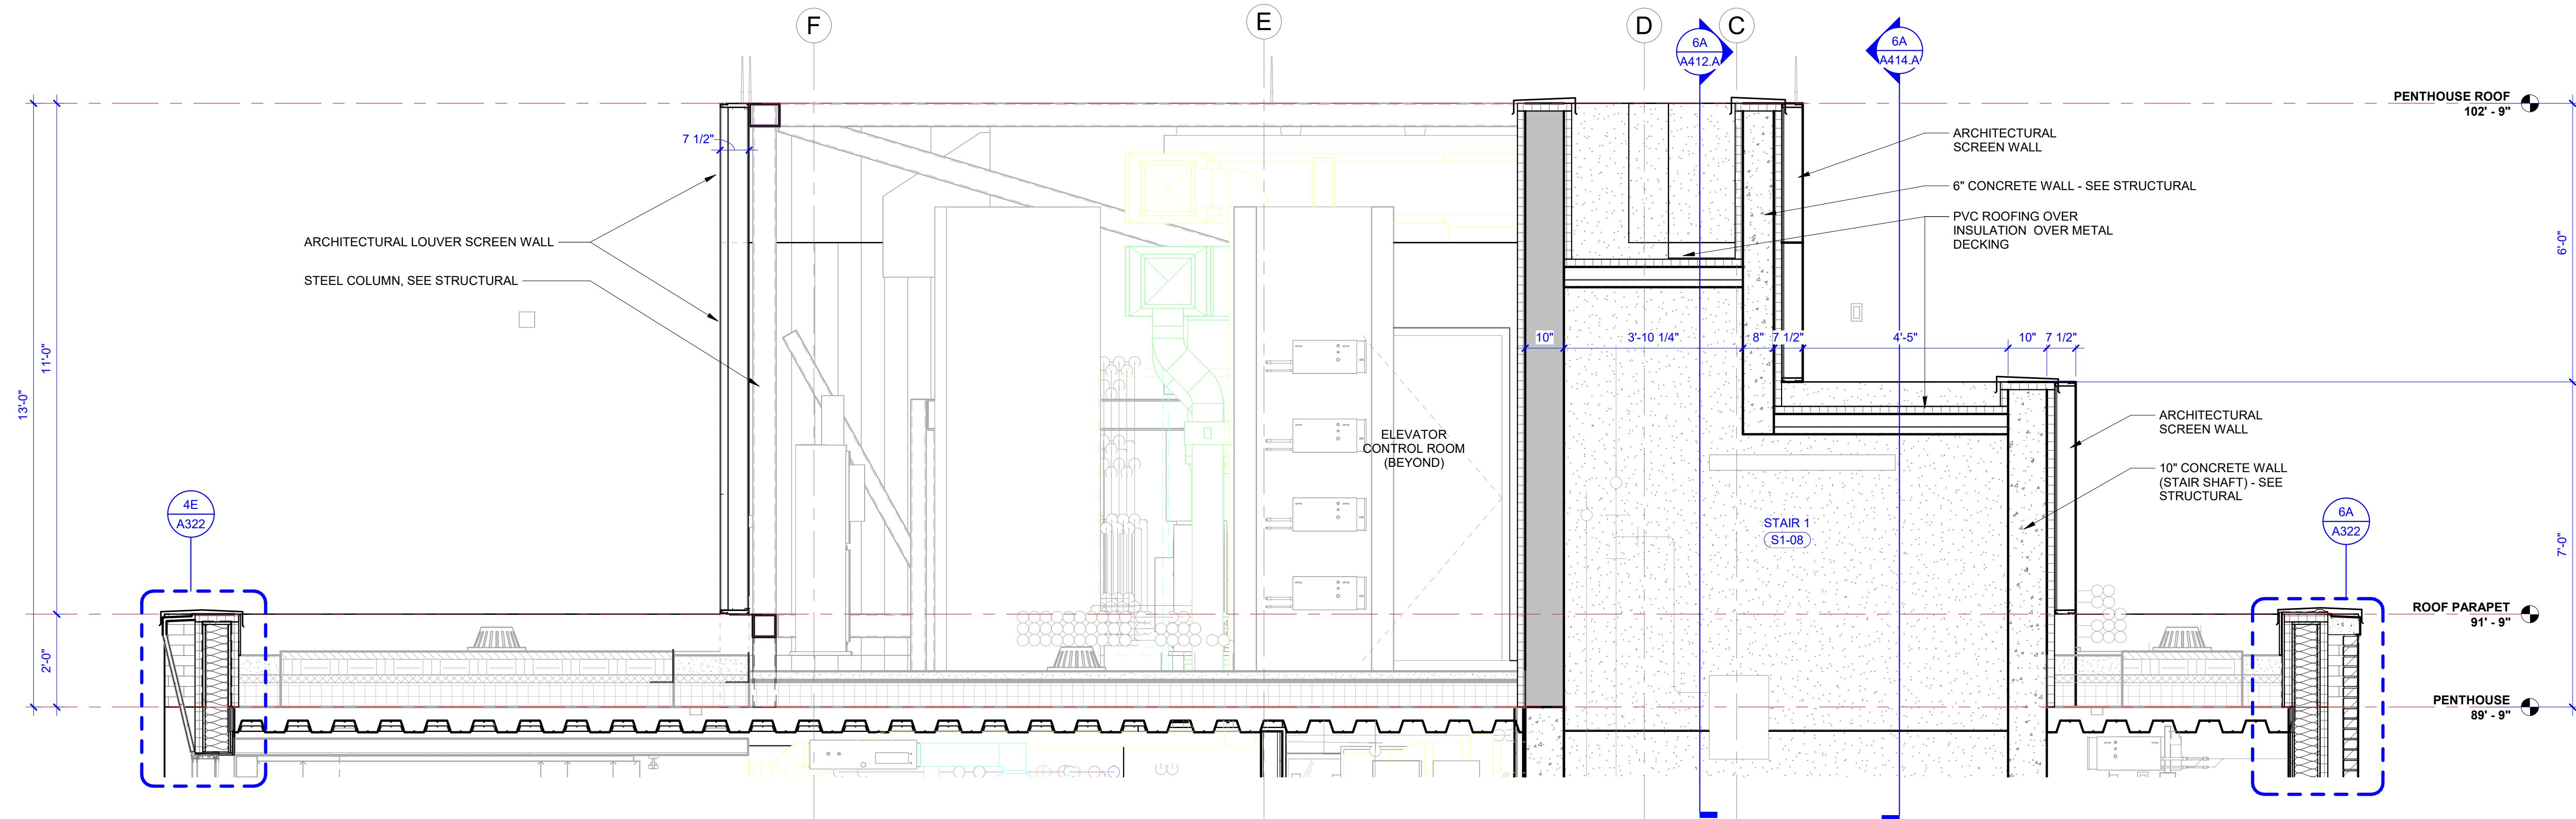 F
E
D
C
6A
A412.A
6A
A414.A
PENTHOUSE ROOF
102' - 9"
7 1/2"
ARCHITECTURAL
SCREEN WALL
6" CONCRETE WALL - SEE STRUCTURAL
PVC ROOFING OVER
INSULATION OVER METAL
DECKING
ARCHITECTURAL LOUVER SCREEN WALL
STEEL COLUMN, SEE STRUCTURAL
6'-0"
11'-0"
13'-0"
10"
3'-10 1/4"
8"
7 1/2"
4'-5"
10"
7 1/2"
ELEVATOR
CONTROL ROOM
(BEYOND)
ARCHITECTURAL
SCREEN WALL
10" CONCRETE WALL
(STAIR SHAFT) - SEE
STRUCTURAL
4E
A322
STAIR 1
S1-08
6A
A322
7'-0"
ROOF PARAPET
91' - 9"
2'-0"
PENTHOUSE
89' - 9"